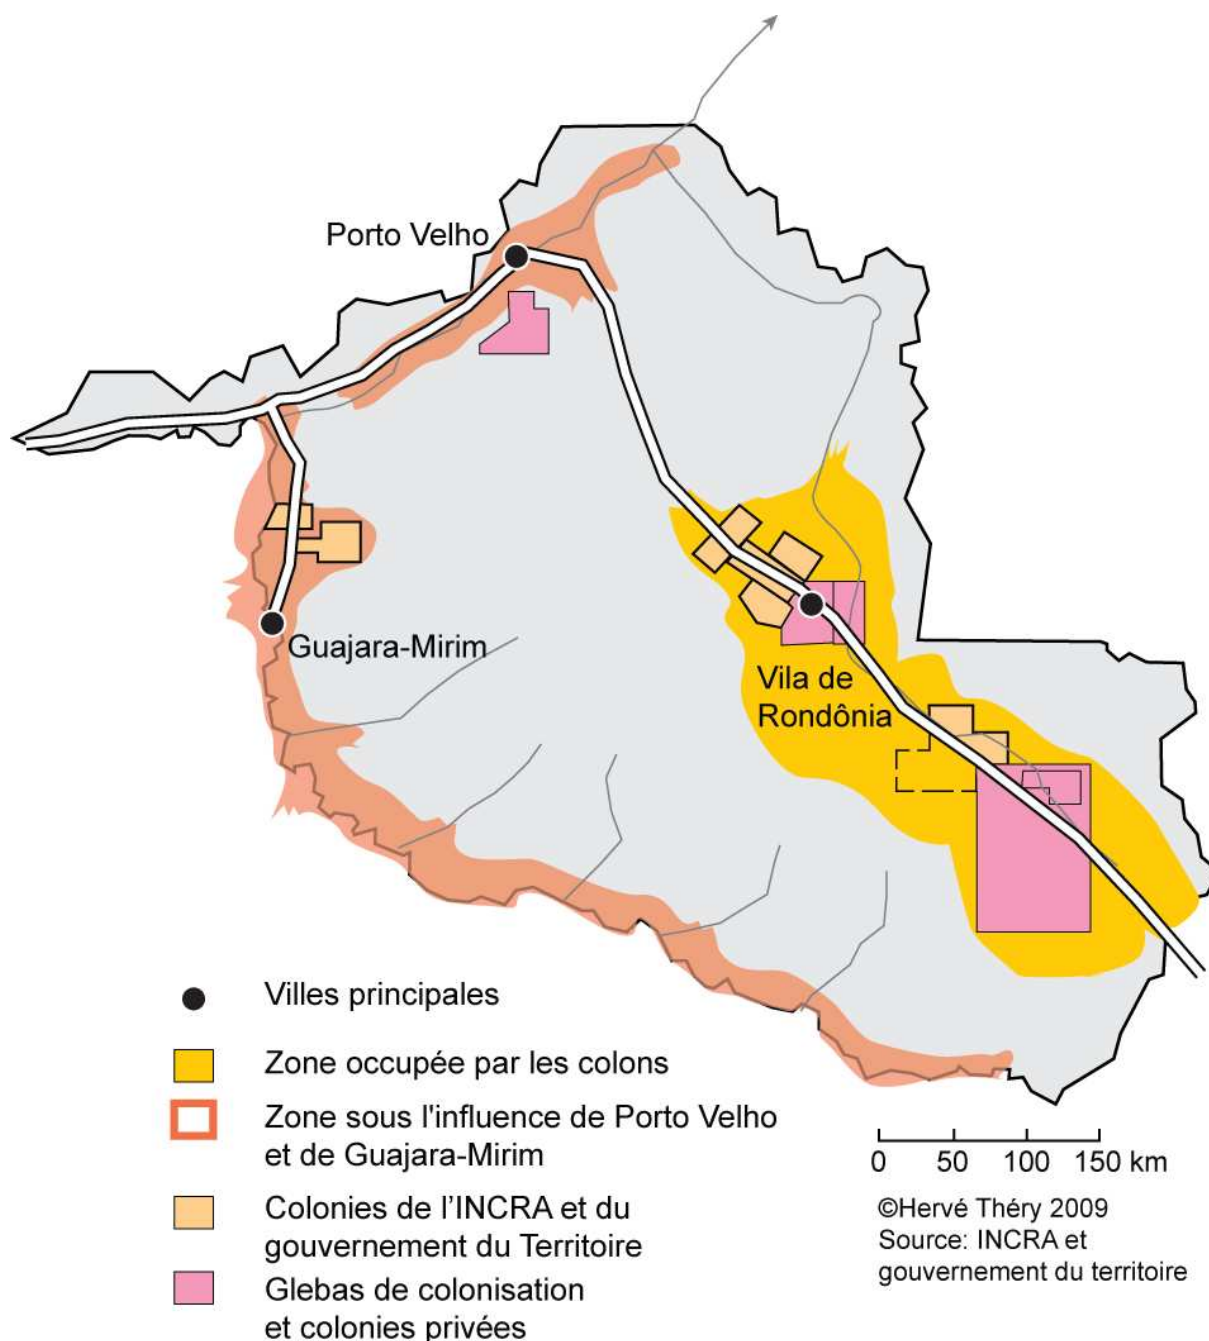 Porto Velho
Guajara-Mirim
Vila de
Rondônia
Villes principales
Zone occupée par les colons
Zone sous l'influence de Porto Velho
et de Guajara-Mirim
Colonies de l’INCRA et du
gouvernement du Territoire
Glebas de colonisation
et colonies privées
0 50 100 150 km
©Hervé Théry 2009
Source: INCRA et
gouvernement du territoire